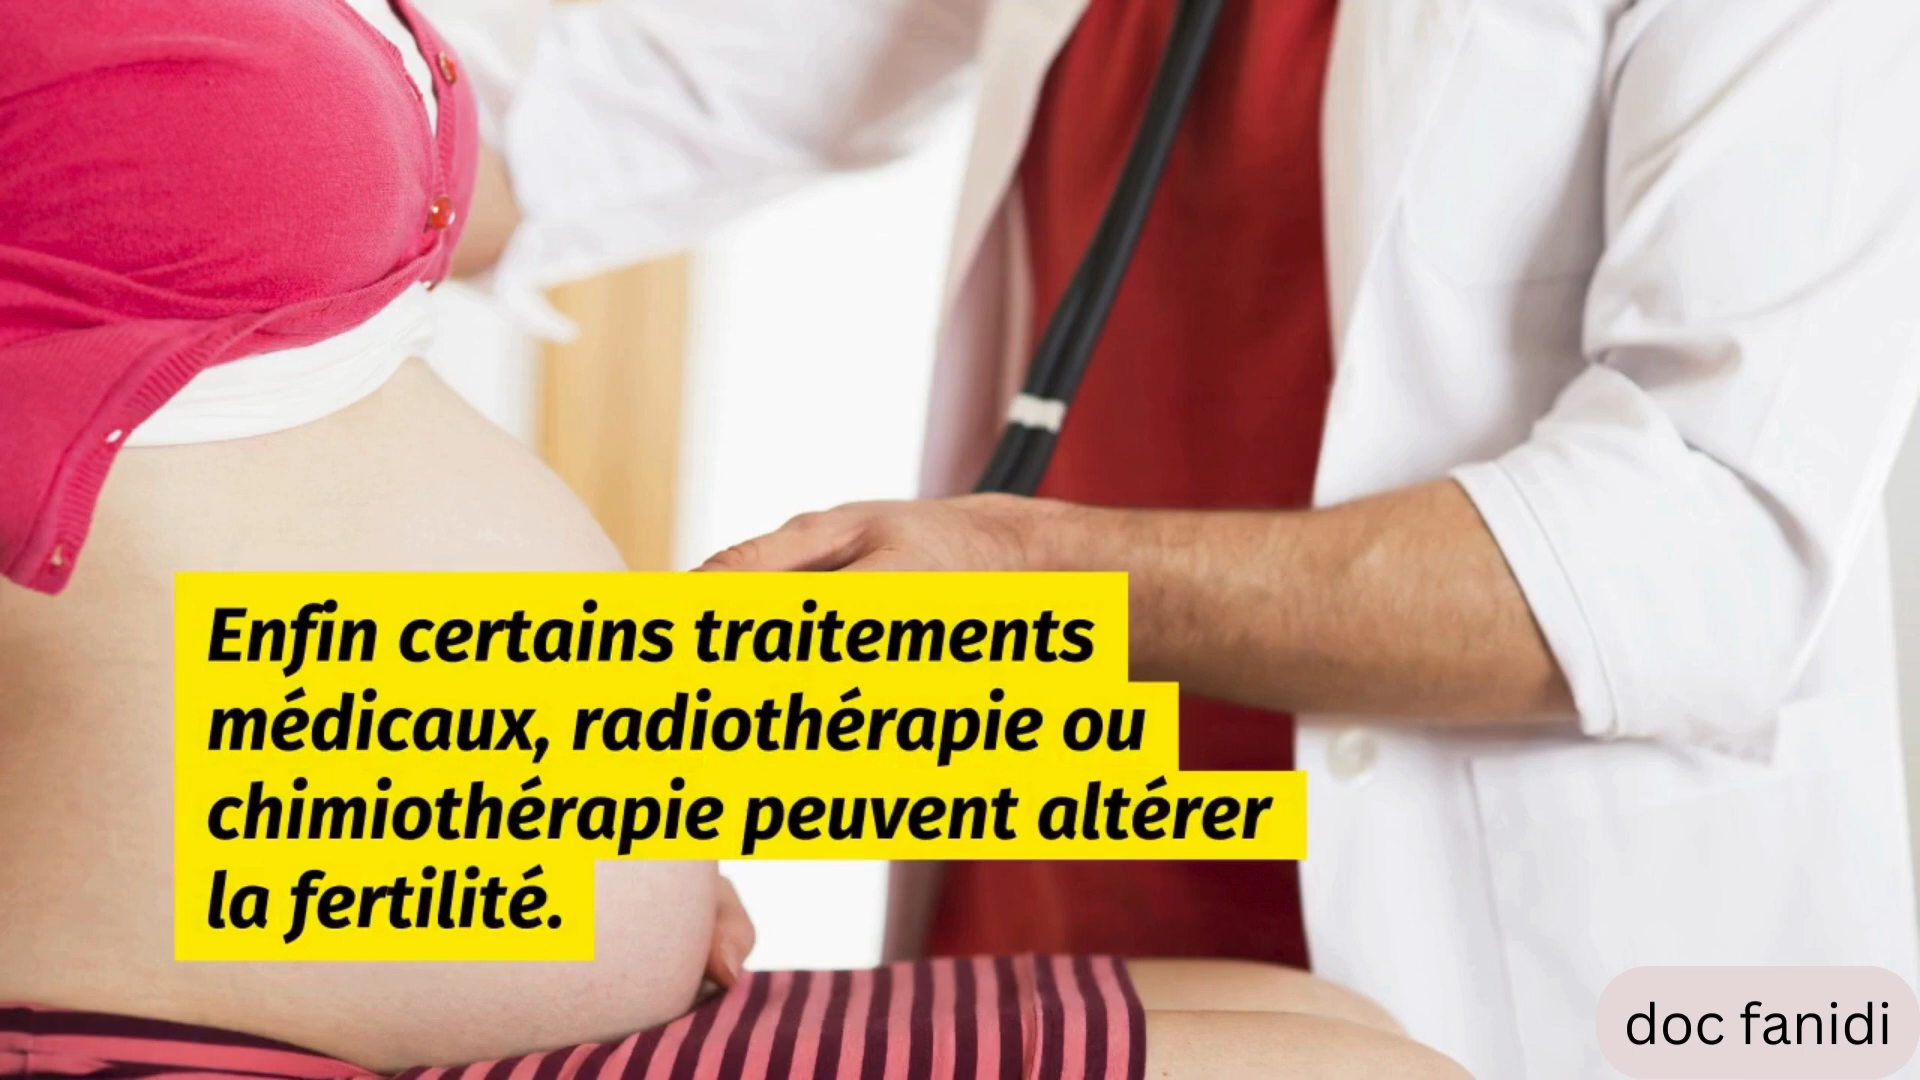 Enfin certains traitements
médicaux, radiothérapie ou
chimiothérapie peuvent altérer
la fertilité.
doc fanidi